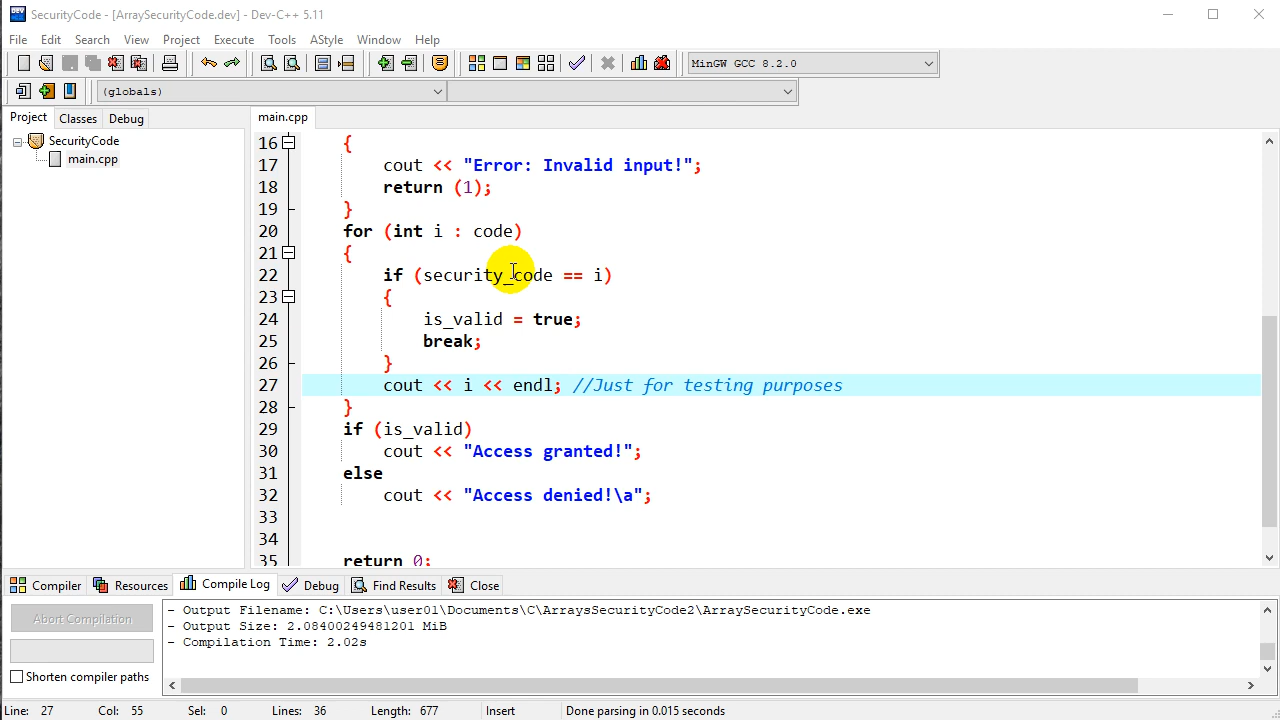 SecurityCode - [ArraySecurityCode.dev] - Dev-C++ 5.11
File Edit Search View Project Execute Tools AStyle Window Help
MinGW GCC 8.2.0
(globals)
Project Classes Debug
main.cpp
SecurityCode
main.cpp
16 {
17 cout << "Error: Invalid input!";
18 return (1);
19 }
20 for (int i : code)
21 {
22 if (security_code == i)
23 {
24 is_valid = true;
25 break;
26 }
27 cout << i << endl; //Just for testing purposes
28 }
29 if (is_valid)
30 cout << "Access granted!";
31 else
32 cout << "Access denied!\a";
33
34
35 return 0;
Compiler Resources Compile Log Debug Find Results Close
Abort Compilation
Shorten compiler paths
- Output Filename: C:\Users\user01\Documents\C\ArraysSecurityCode2\ArraySecurityCode.exe
- Output Size: 2.08400249481201 MiB
- Compilation Time: 2.02s
Line: 27 Col: 55 Sel: 0 Lines: 36 Length: 677 Insert Done parsing in 0.015 seconds